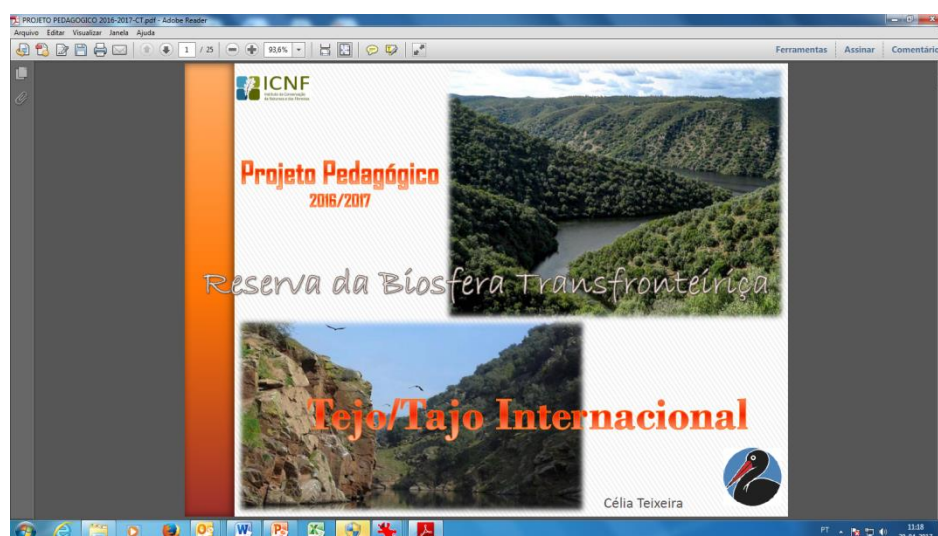 PROJETO PEDAGOGICO 2016-2017-CT.pdf - Adobe Reader
Arquivo Editar Visualizar Janela Ajuda
1 / 25 93,6% Ferramentas Assinar Comentário
ICNF
Projeto Pedagógico
2016/2017
Reserva da Biosfera Transfronteiriça
Tejo/Tajo Internacional
Célia Teixeira
PT 11:18